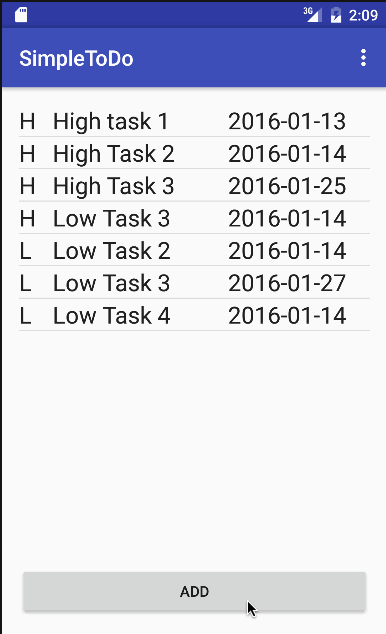 3G 2:09
SimpleToDo
H High task 1 2016-01-13
H High Task 2 2016-01-14
H High Task 3 2016-01-25
H Low Task 3 2016-01-14
L Low Task 2 2016-01-14
L Low Task 3 2016-01-27
L Low Task 4 2016-01-14
ADD